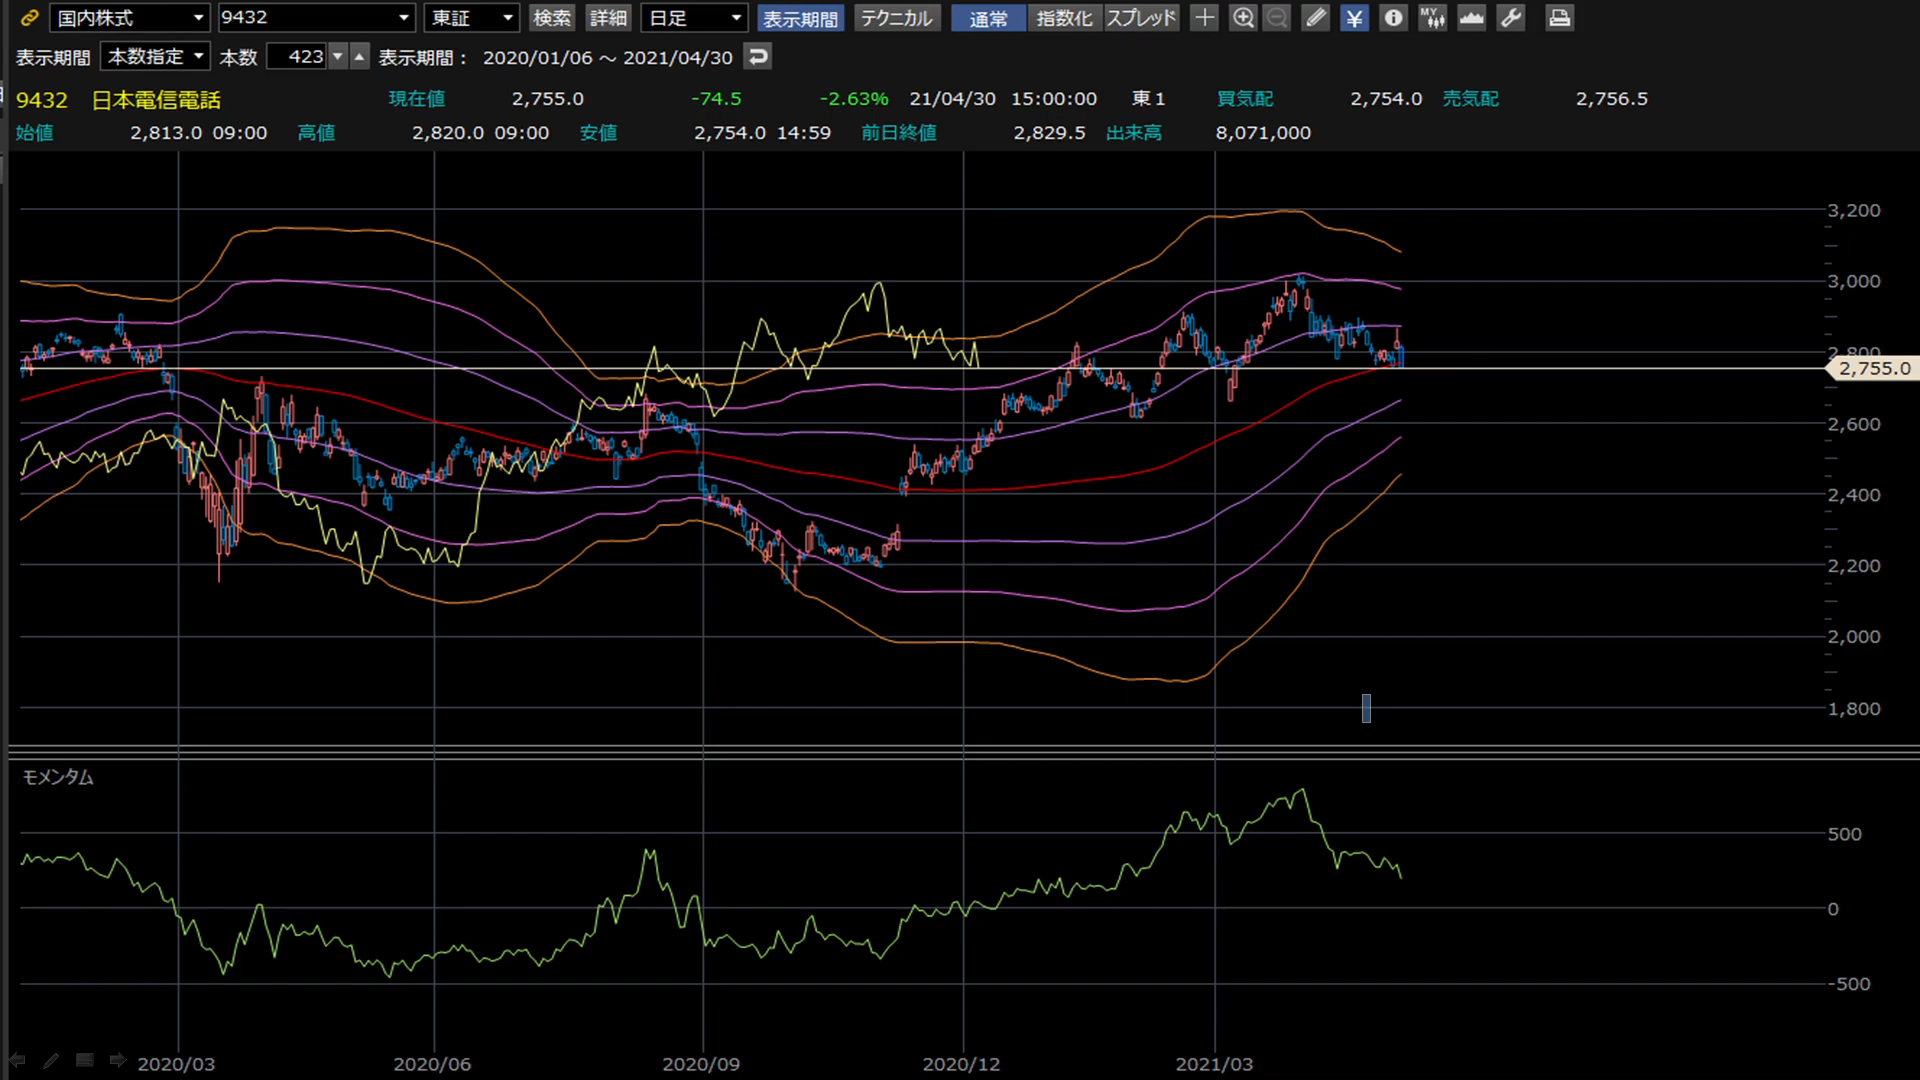 国内株式 9432 東証 検索 詳細 日足 表示期間 テクニカル 通常 指数化 スプレッド ¥ MY
表示期間 本数指定 本数 423 表示期間： 2020/01/06 ～ 2021/04/30
9432 日本電信電話 現在値 2,755.0 -74.5 -2.63% 21/04/30 15:00:00 東1 買気配 2,754.0 売気配 2,756.5
始値 2,813.0 09:00 高値 2,820.0 09:00 安値 2,754.0 14:59 前日終値 2,829.5 出来高 8,071,000
3,200
3,000
2,800
2,755.0
2,600
2,400
2,200
2,000
1,800
モメンタム
500
0
-500
2020/03 2020/06 2020/09 2020/12 2021/03